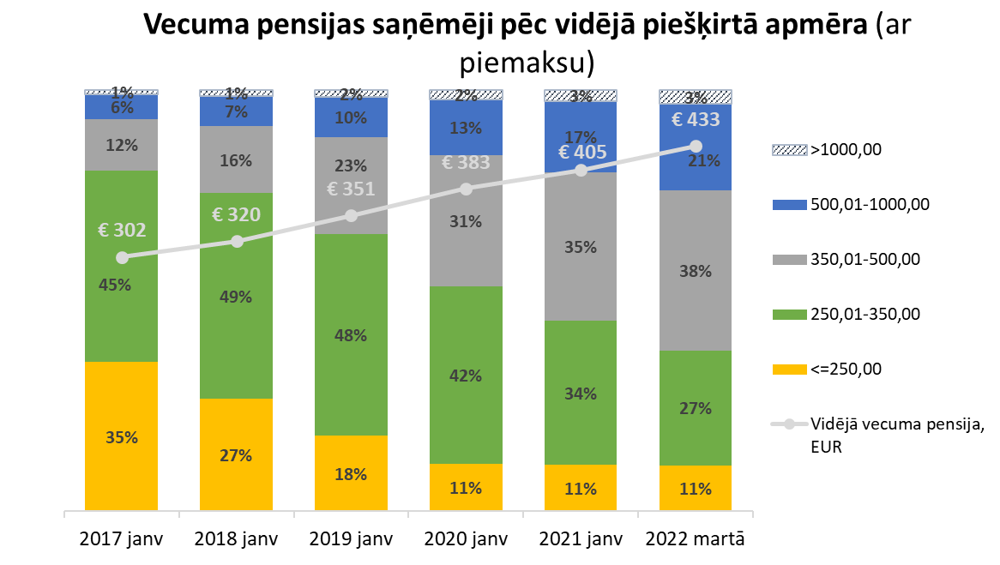 Vecuma pensijas saņēmēji pēc vidējā piešķirtā apmēra (ar
piemaksu)
1% 1% 2% 2% 3% 3%
6% 7% 10% 13% 17% 21%
12% 16% 23% 31% 35% 38%
€ 302 € 320 € 351 € 383 € 405 € 433
45% 49% 48% 42% 34% 27%
35% 27% 18% 11% 11% 11%
2017 janv 2018 janv 2019 janv 2020 janv 2021 janv 2022 martā
>1000,00
500,01-1000,00
350,01-500,00
250,01-350,00
<=250,00
Vidējā vecuma pensija,
EUR